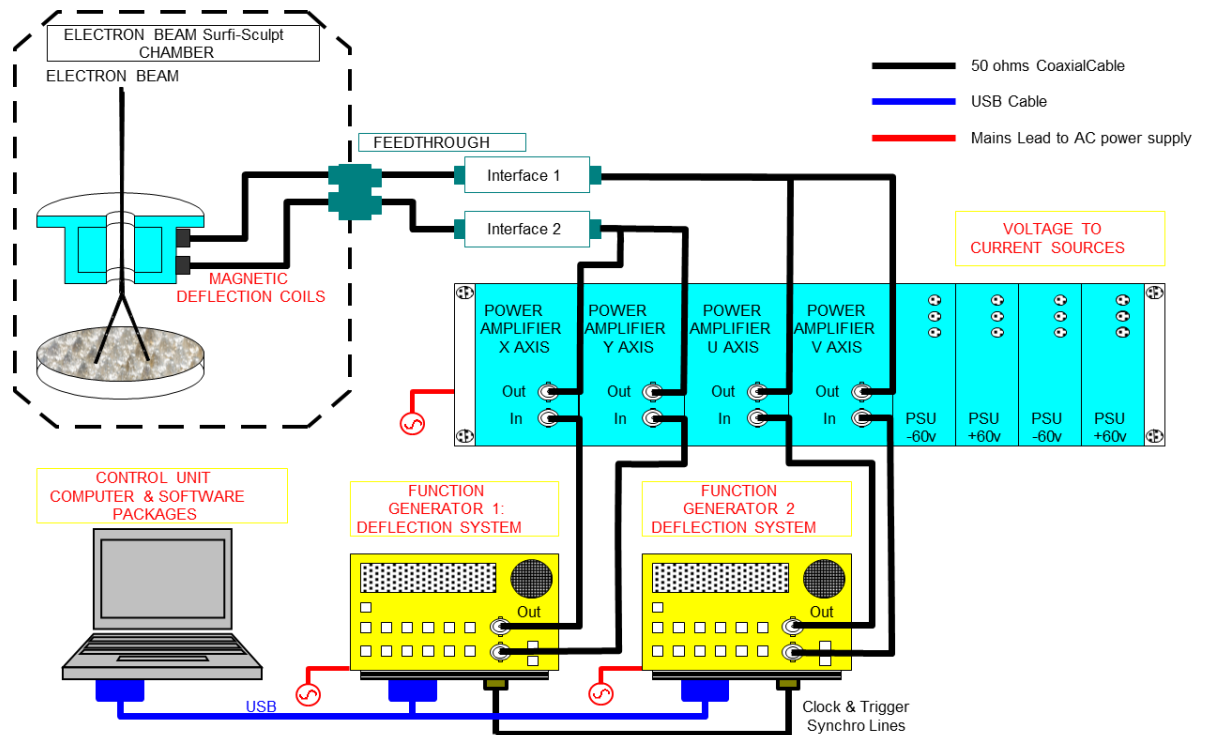 ELECTRON BEAM Surfi-Sculpt
CHAMBER
ELECTRON BEAM
50 ohms CoaxialCable
USB Cable
Mains Lead to AC power supply
FEEDTHROUGH
Interface 1
Interface 2
VOLTAGE TO
CURRENT SOURCES
MAGNETIC
DEFLECTION COILS
POWER
AMPLIFIER
X AXIS
Out
In
POWER
AMPLIFIER
Y AXIS
Out
In
POWER
AMPLIFIER
U AXIS
Out
In
POWER
AMPLIFIER
V AXIS
Out
In
PSU
-60v
PSU
+60v
PSU
-60v
PSU
+60v
CONTROL UNIT
COMPUTER & SOFTWARE
PACKAGES
FUNCTION
GENERATOR 1:
DEFLECTION SYSTEM
FUNCTION
GENERATOR 2
DEFLECTION SYSTEM
Out
Out
USB
Clock & Trigger
Synchro Lines